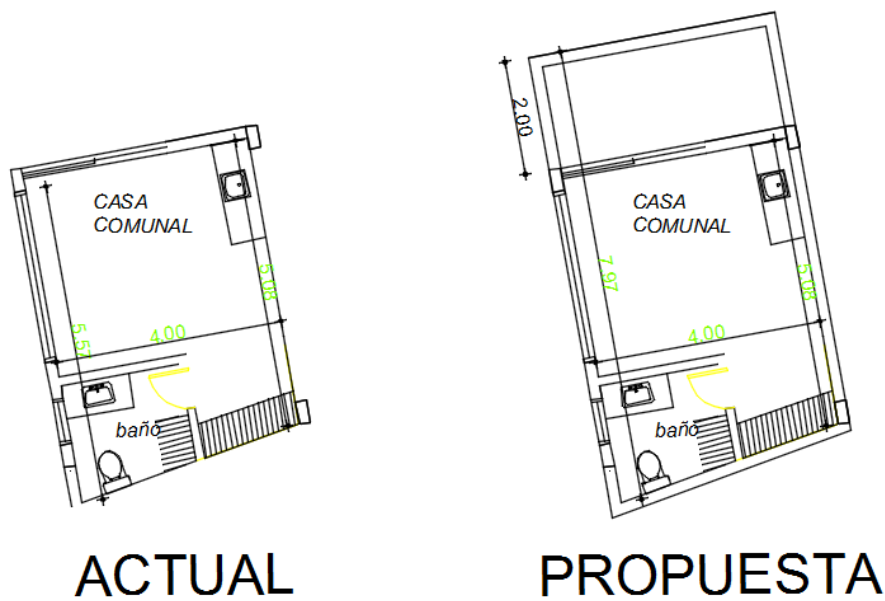 CASA
COMUNAL
5.08
4.00
5.57
baño
ACTUAL
2.00
CASA
COMUNAL
7.97
5.08
4.00
baño
PROPUESTA